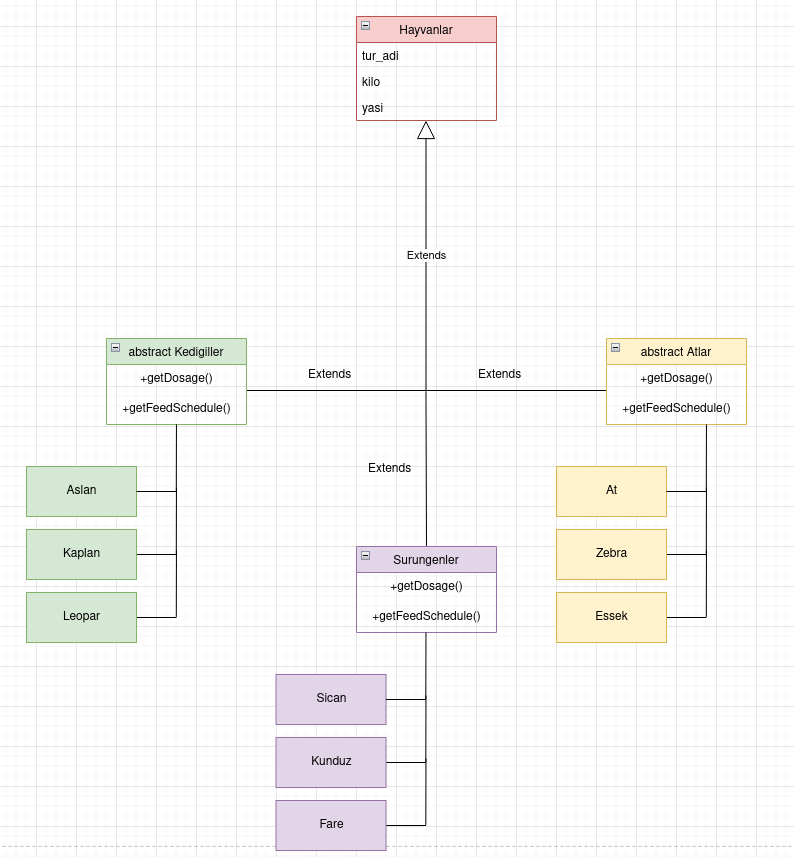 Hayvanlar
tur_adi
kilo
yasi
Extends
abstract Kedigiller
+getDosage()
+getFeedSchedule()
Extends
Extends
abstract Atlar
+getDosage()
+getFeedSchedule()
Aslan
Kaplan
Leopar
Extends
Surungenler
+getDosage()
+getFeedSchedule()
At
Zebra
Essek
Sican
Kunduz
Fare